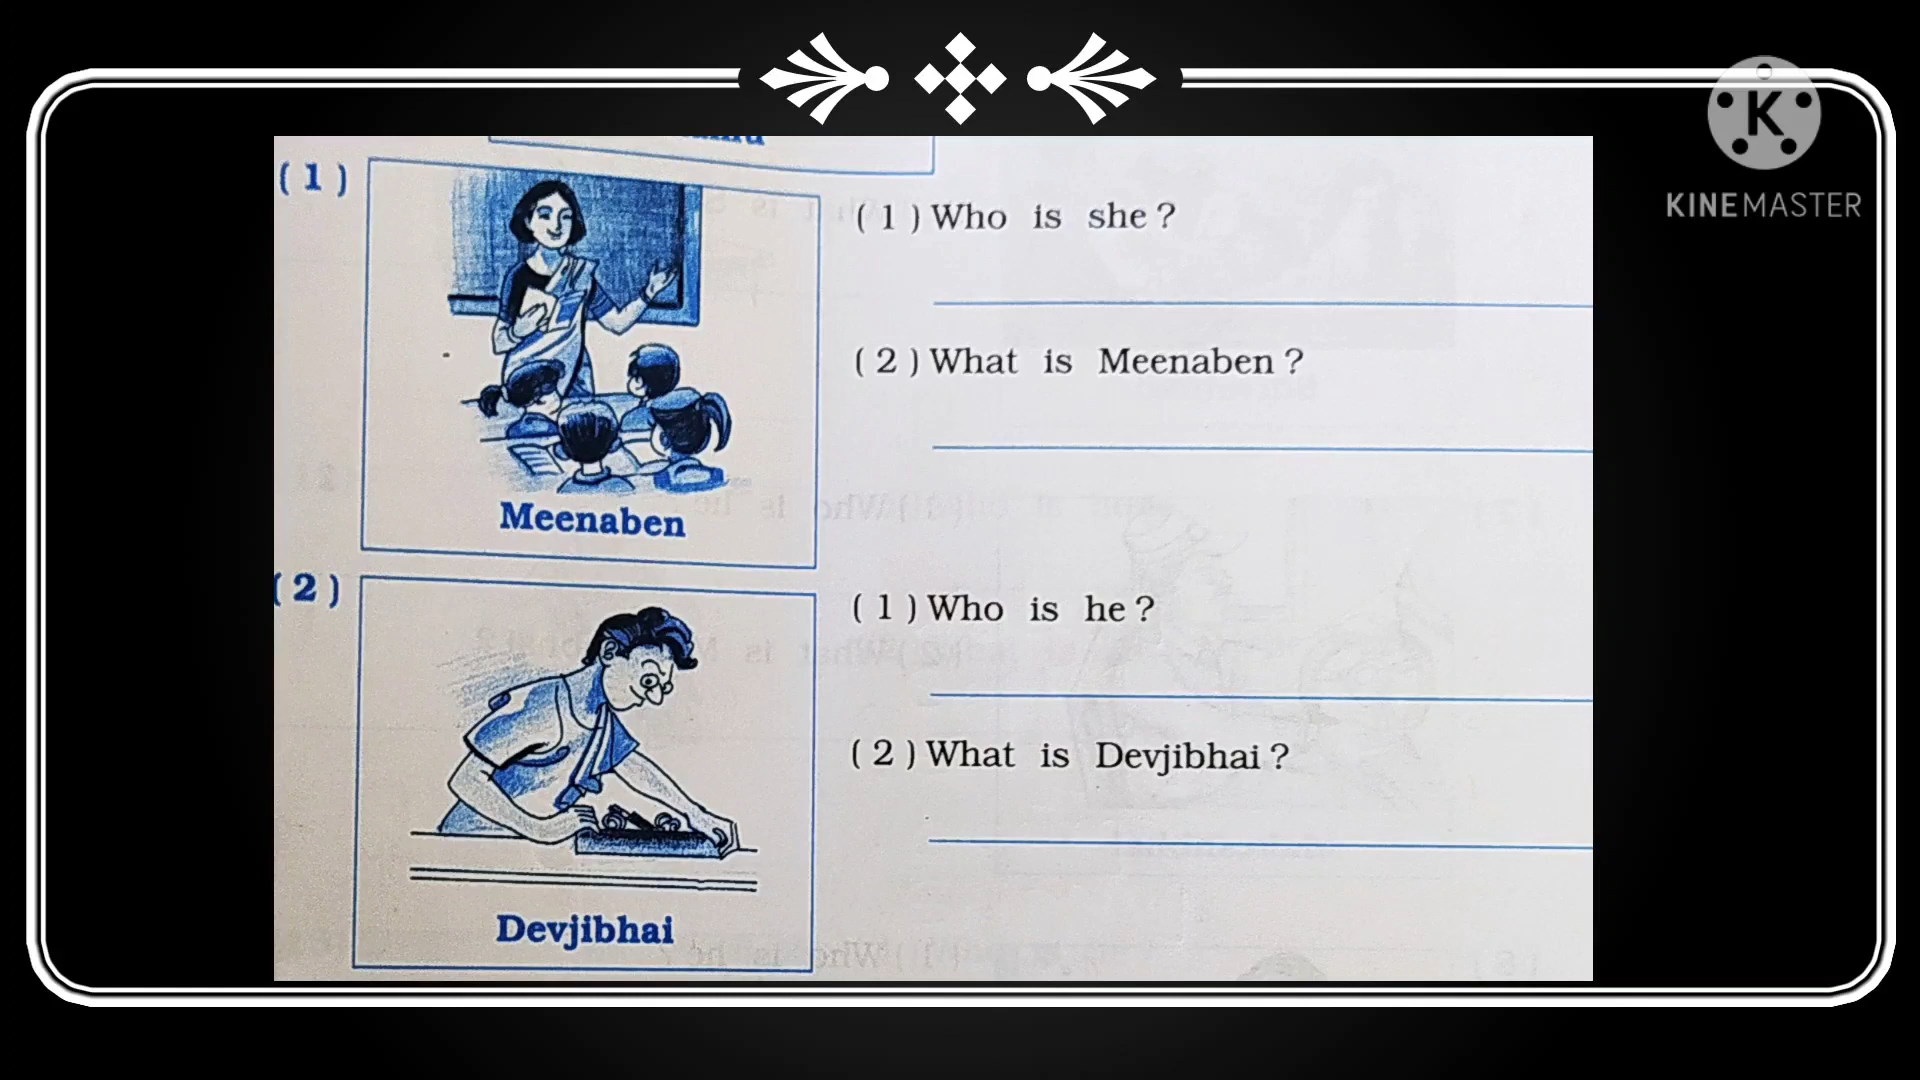 K
KINEMASTER
(1)
(1) Who is she?
(2) What is Meenaben?
Meenaben
(2)
(1) Who is he?
(2) What is Devjibhai?
Devjibhai